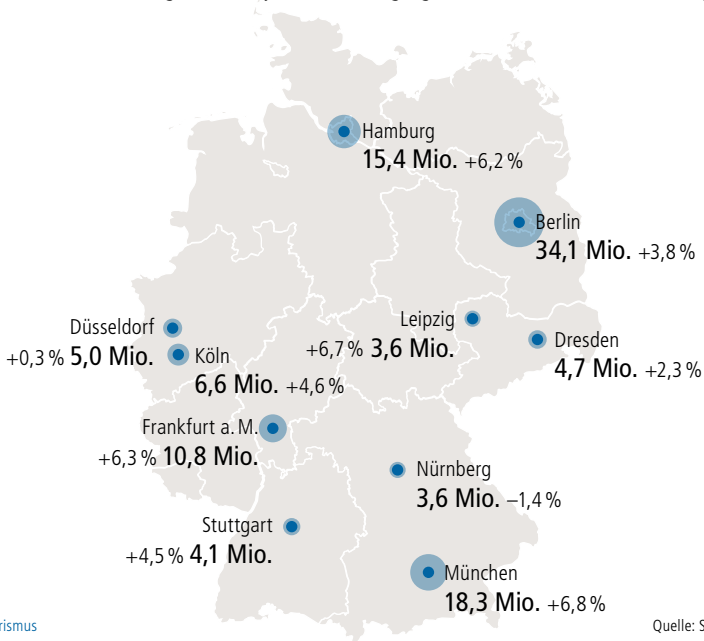 Hamburg
15,4 Mio. +6,2 %
Berlin
34,1 Mio. +3,8 %
Leipzig
+6,7 % 3,6 Mio.
Dresden
4,7 Mio. +2,3 %
Düsseldorf
+0,3 % 5,0 Mio.
Köln
6,6 Mio. +4,6 %
Frankfurt a. M.
+6,3 % 10,8 Mio.
Nürnberg
3,6 Mio. –1,4 %
Stuttgart
+4,5 % 4,1 Mio.
München
18,3 Mio. +6,8 %
Quelle: